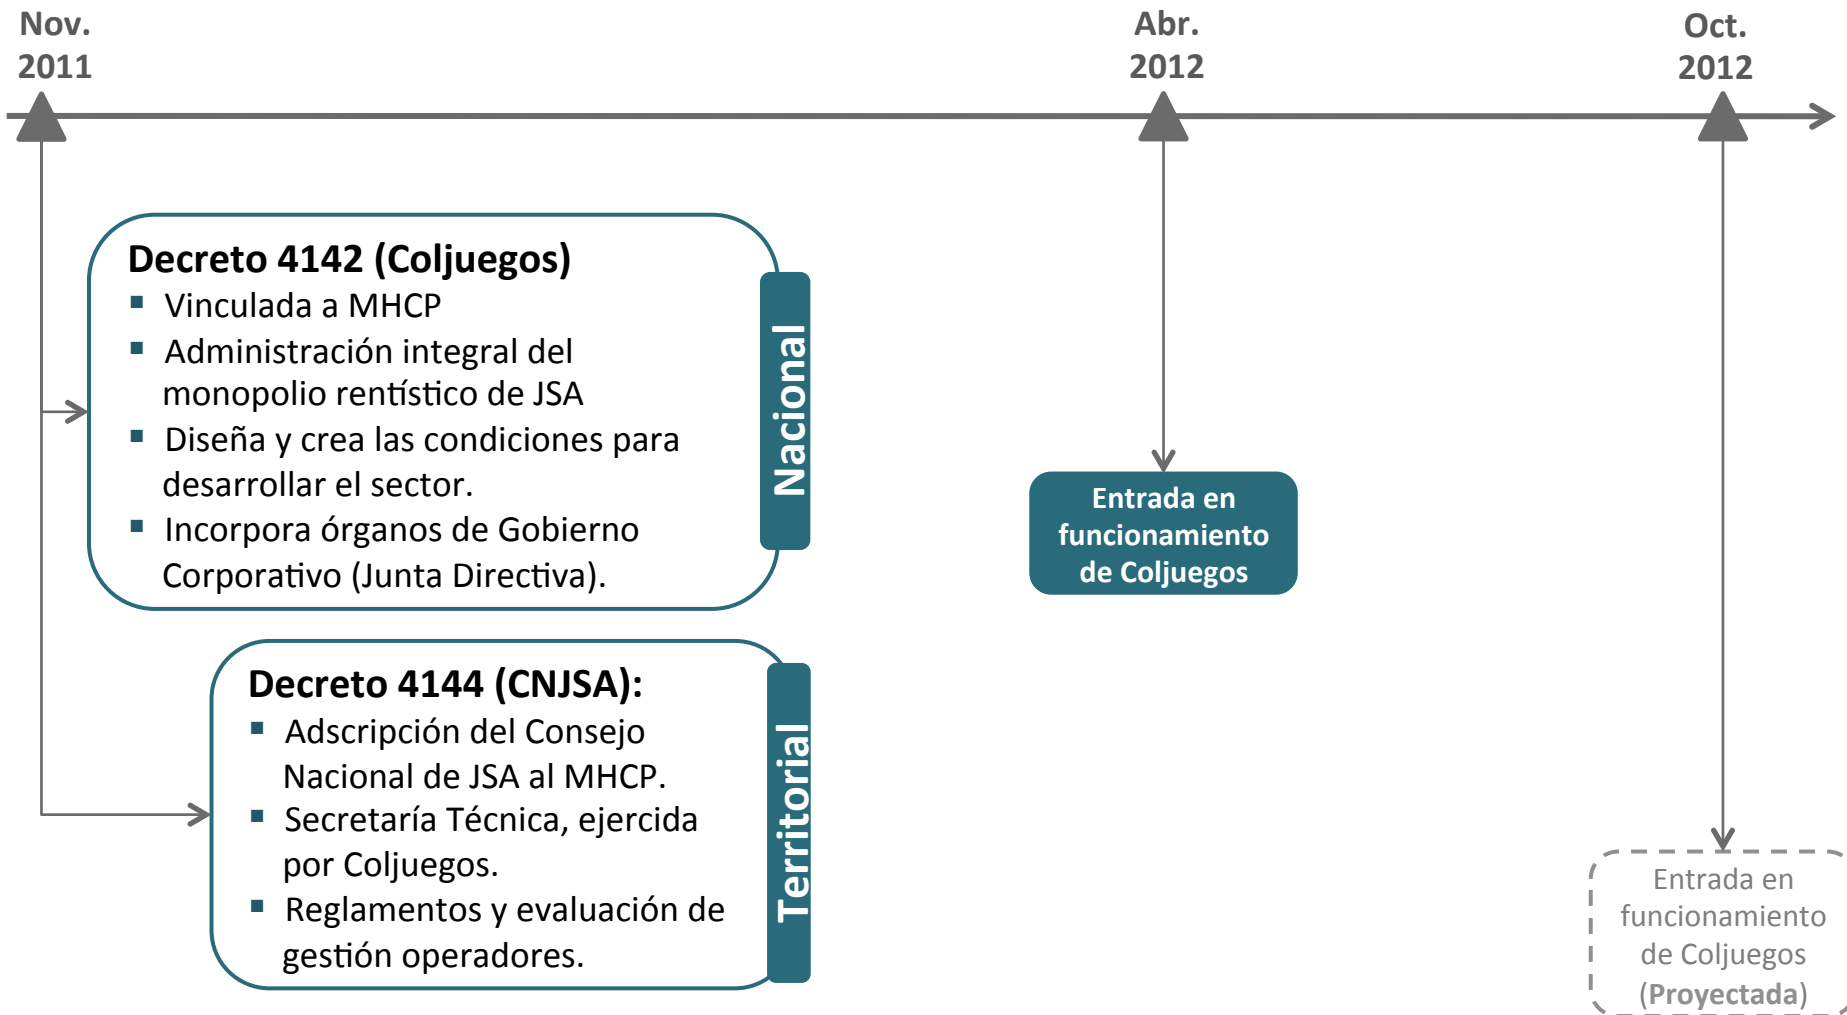 Nov.
2011
Abr.
2012
Oct.
2012
Decreto 4142 (Coljuegos)
▪ Vinculada a MHCP
▪ Administración integral del
monopolio rentístico de JSA
▪ Diseña y crea las condiciones para
desarrollar el sector.
▪ Incorpora órganos de Gobierno
Corporativo (Junta Directiva).
Nacional
Decreto 4144 (CNJSA):
▪ Adscripción del Consejo
Nacional de JSA al MHCP.
▪ Secretaría Técnica, ejercida
por Coljuegos.
▪ Reglamentos y evaluación de
gestión operadores.
Territorial
Entrada en
funcionamiento
de Coljuegos
Entrada en
funcionamiento
de Coljuegos
(Proyectada)